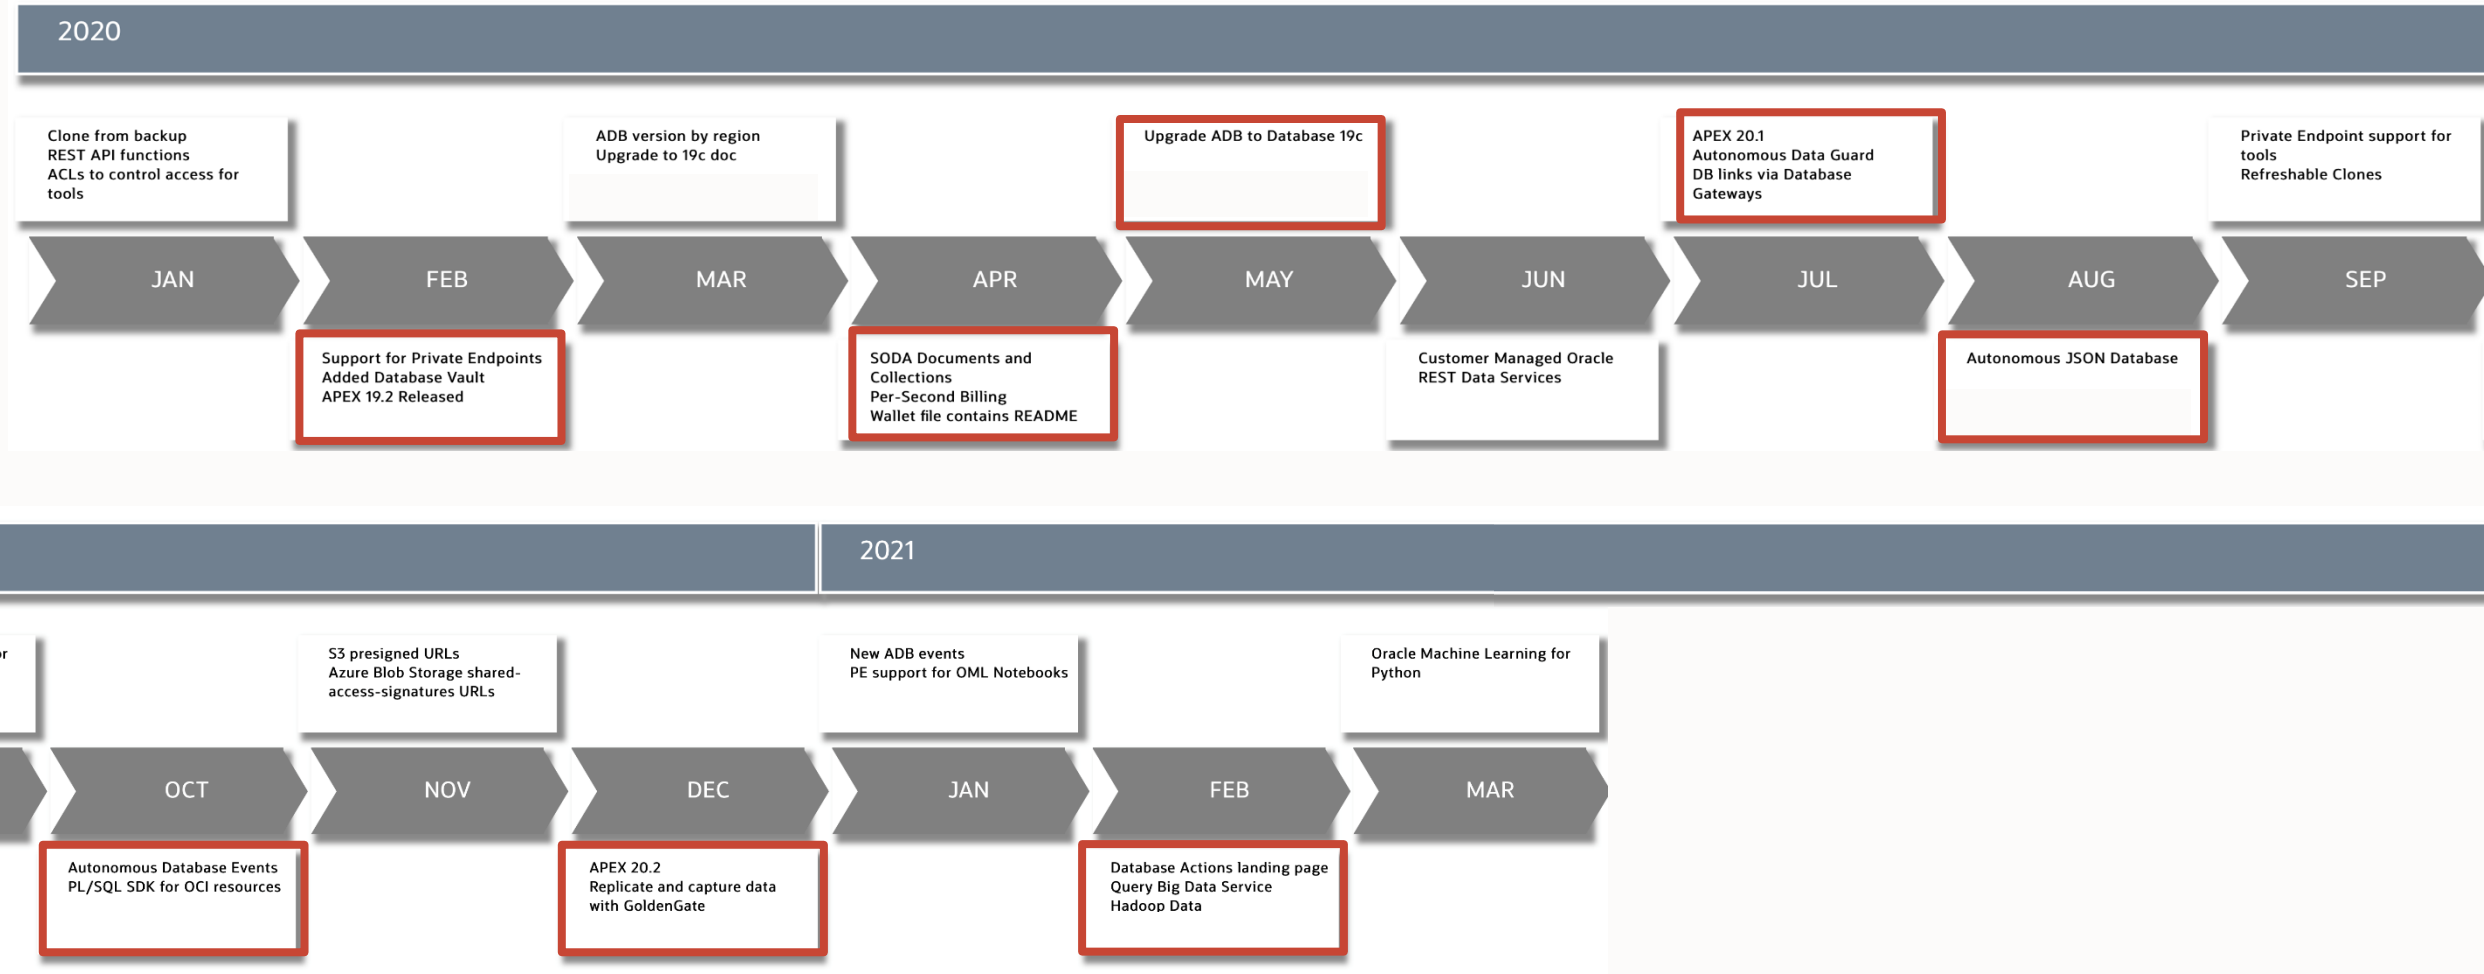 2020
Clone from backup
REST API functions
ACLs to control access for
tools
ADB version by region
Upgrade to 19c doc
Upgrade ADB to Database 19c
APEX 20.1
Autonomous Data Guard
DB links via Database
Gateways
Private Endpoint support for
tools
Refreshable Clones
JAN
FEB
MAR
APR
MAY
JUN
JUL
AUG
SEP
Support for Private Endpoints
Added Database Vault
APEX 19.2 Released
SODA Documents and
Collections
Per-Second Billing
Wallet file contains README
Customer Managed Oracle
REST Data Services
Autonomous JSON Database
2021
S3 presigned URLs
Azure Blob Storage shared-
access-signatures URLs
New ADB events
PE support for OML Notebooks
Oracle Machine Learning for
Python
OCT
NOV
DEC
JAN
FEB
MAR
Autonomous Database Events
PL/SQL SDK for OCI resources
APEX 20.2
Replicate and capture data
with GoldenGate
Database Actions landing page
Query Big Data Service
Hadoop Data